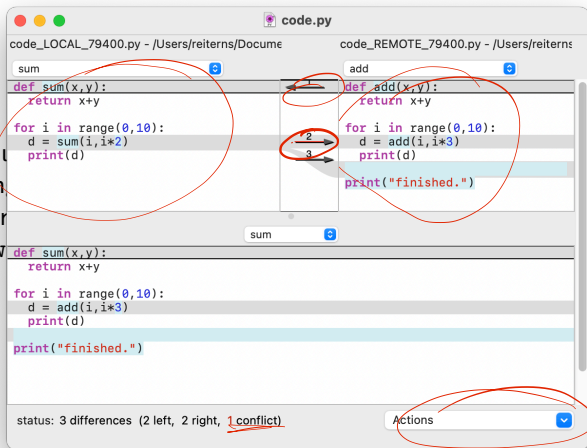 code.py
code_LOCAL_79400.py - /Users/reiterns/Docume
code_REMOTE_79400.py - /Users/reiterns
sum
add
def sum(x,y):
return x+y
for i in range(0,10):
d = sum(i,i*2)
print(d)
1
2
3
def add(x,y):
return x+y
for i in range(0,10):
d = add(i,i*3)
print(d)
print("finished.")
sum
def sum(x,y):
return x+y
for i in range(0,10):
d = add(i,i*3)
print(d)
print("finished.")
status: 3 differences (2 left, 2 right, 1 conflict)
Actions